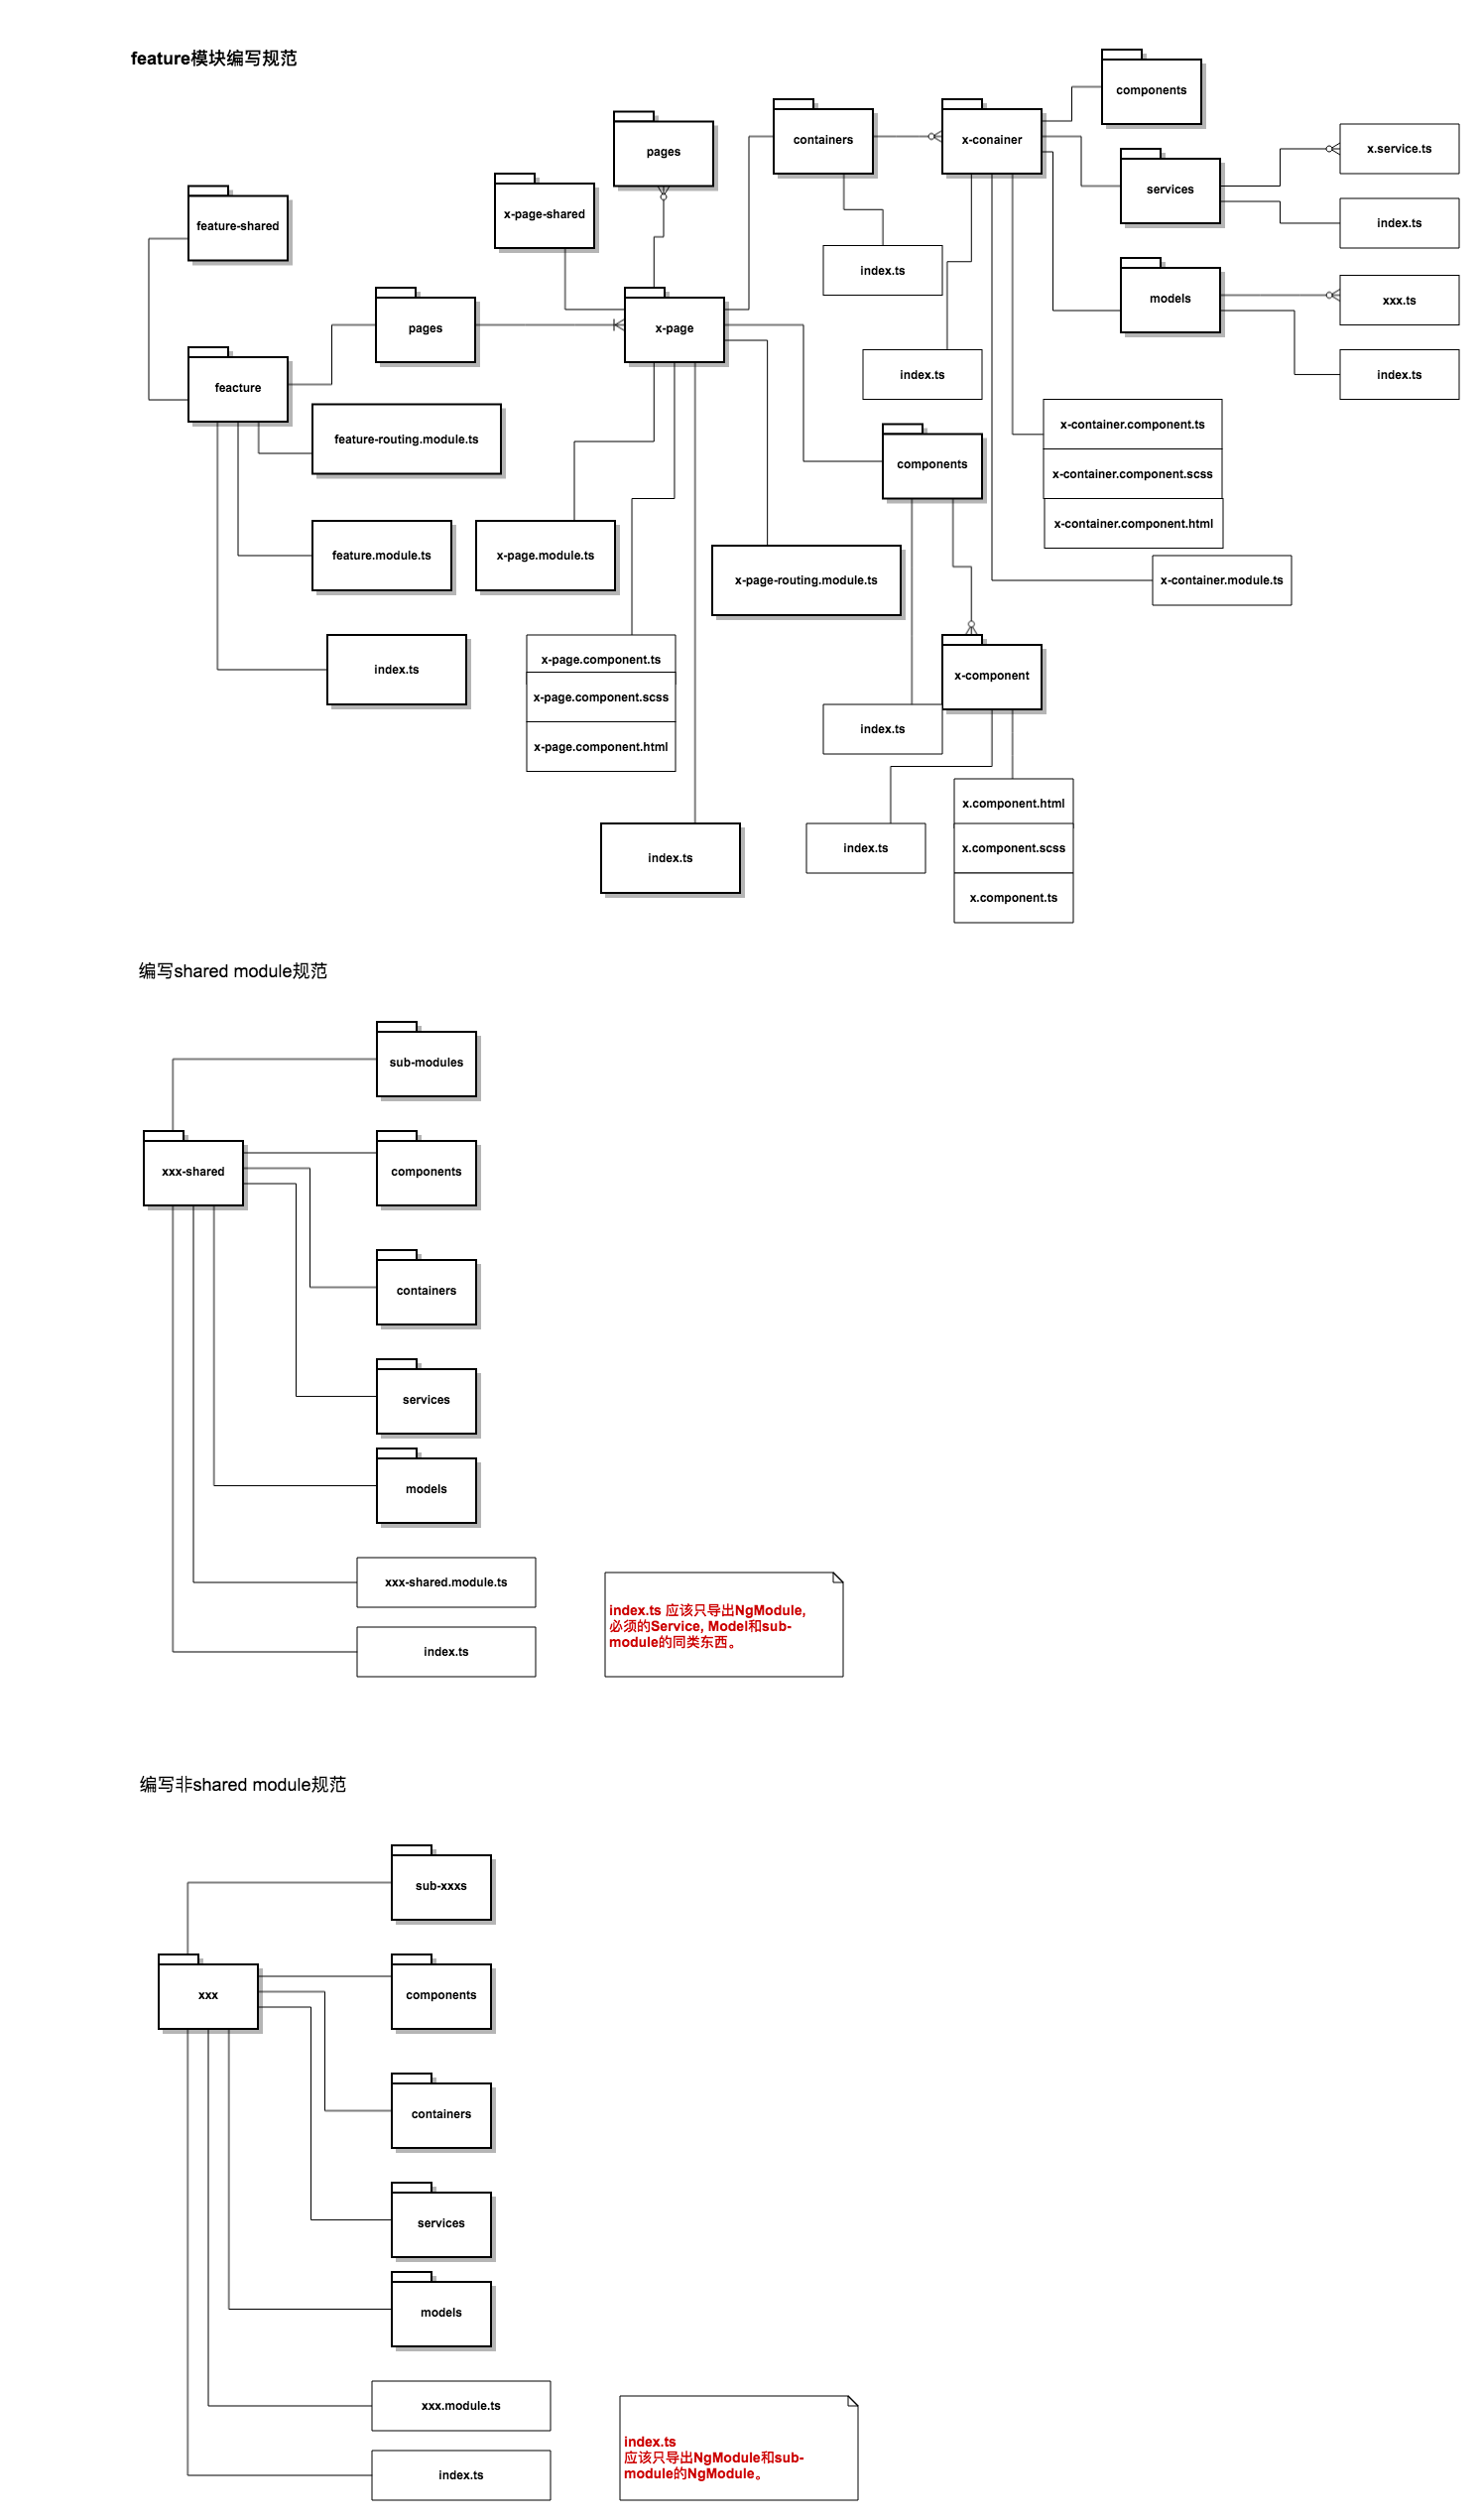 feature模块编写规范
components
containers
x-conainer
x.service.ts
pages
services
x-page-shared
feature-shared
index.ts
index.ts
models
xxx.ts
pages
x-page
index.ts
index.ts
feacture
x-container.component.ts
feature-routing.module.ts
components
x-container.component.scss
x-container.component.html
feature.module.ts
x-page.module.ts
x-page-routing.module.ts
x-container.module.ts
x-page.component.ts
index.ts
x-component
x-page.component.scss
index.ts
x-page.component.html
x.component.html
index.ts
index.ts
x.component.scss
x.component.ts
编写shared module规范
sub-modules
xxx-shared
components
containers
services
models
xxx-shared.module.ts
index.ts 应该只导出NgModule,
必须的Service, Model和sub-
module的同类东西。
index.ts
编写非shared module规范
sub-xxxs
xxx
components
containers
services
models
xxx.module.ts
index.ts
应该只导出NgModule和sub-
module的NgModule。
index.ts